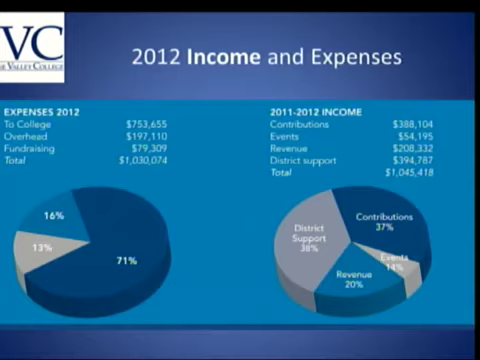 VC
VALLEY COLLEGE
2012 Income and Expenses
EXPENSES 2012
To College $753,655
Overhead $197,110
Fundraising $79,309
Total $1,030,074
2011-2012 INCOME
Contributions $388,104
Events $54,195
Revenue $208,332
District support $394,787
Total $1,045,418
16%
13%
71%
Contributions
37%
District
Support
38%
Events
14%
Revenue
20%